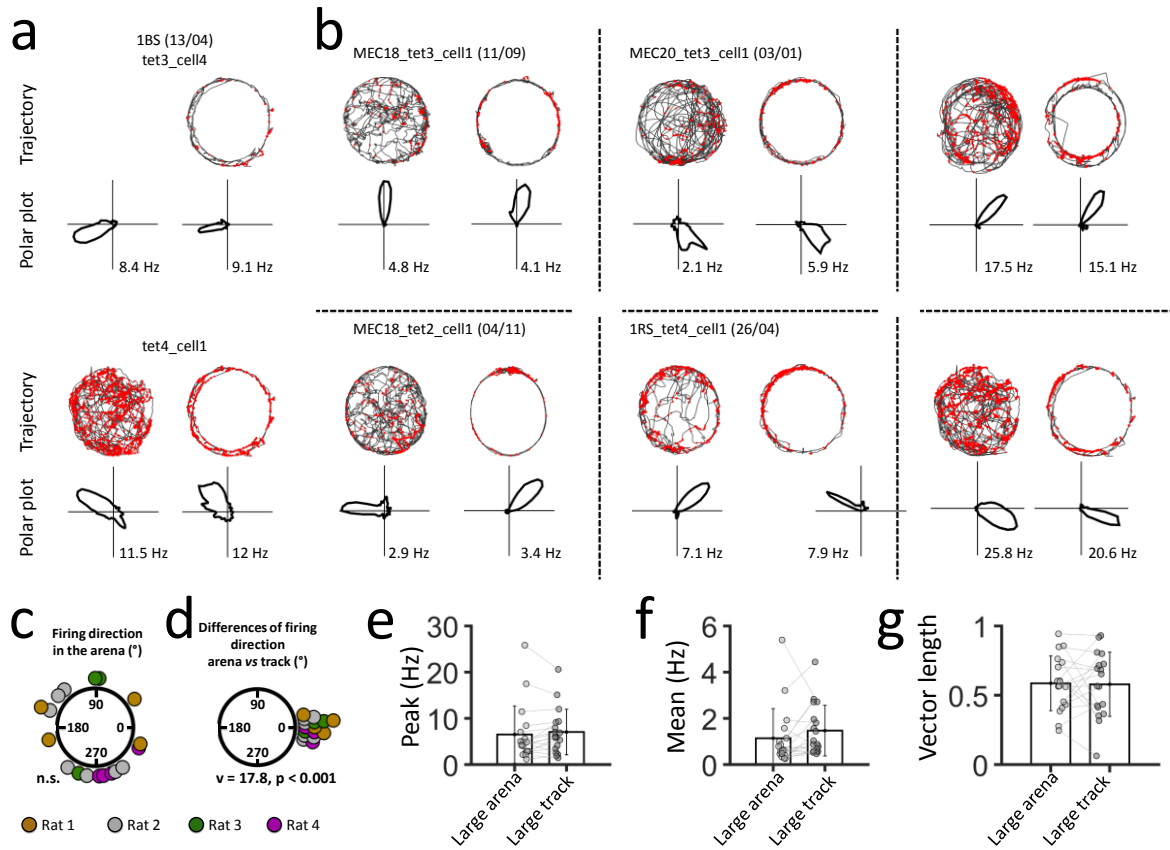 a
b
1BS (13/04)
tet3_cell4
MEC18_tet3_cell1 (11/09)
MEC20_tet3_cell1 (03/01)
Trajectory
Polar plot
8.4 Hz
9.1 Hz
4.8 Hz
4.1 Hz
2.1 Hz
5.9 Hz
17.5 Hz
15.1 Hz
tet4_cell1
MEC18_tet2_cell1 (04/11)
1RS_tet4_cell1 (26/04)
Trajectory
Polar plot
11.5 Hz
12 Hz
2.9 Hz
3.4 Hz
7.1 Hz
7.9 Hz
25.8 Hz
20.6 Hz
c
Firing direction
in the arena (°)
90
180
0
270
n.s.
d
Differences of firing
direction
arena vs track (°)
90
180
0
270
v = 17.8, p < 0.001
Rat 1
Rat 2
Rat 3
Rat 4
e
Peak (Hz)
30
20
10
0
Large arena
Large track
f
Mean (Hz)
6
4
2
0
Large arena
Large track
g
Vector length
1
0.5
0
Large arena
Large track